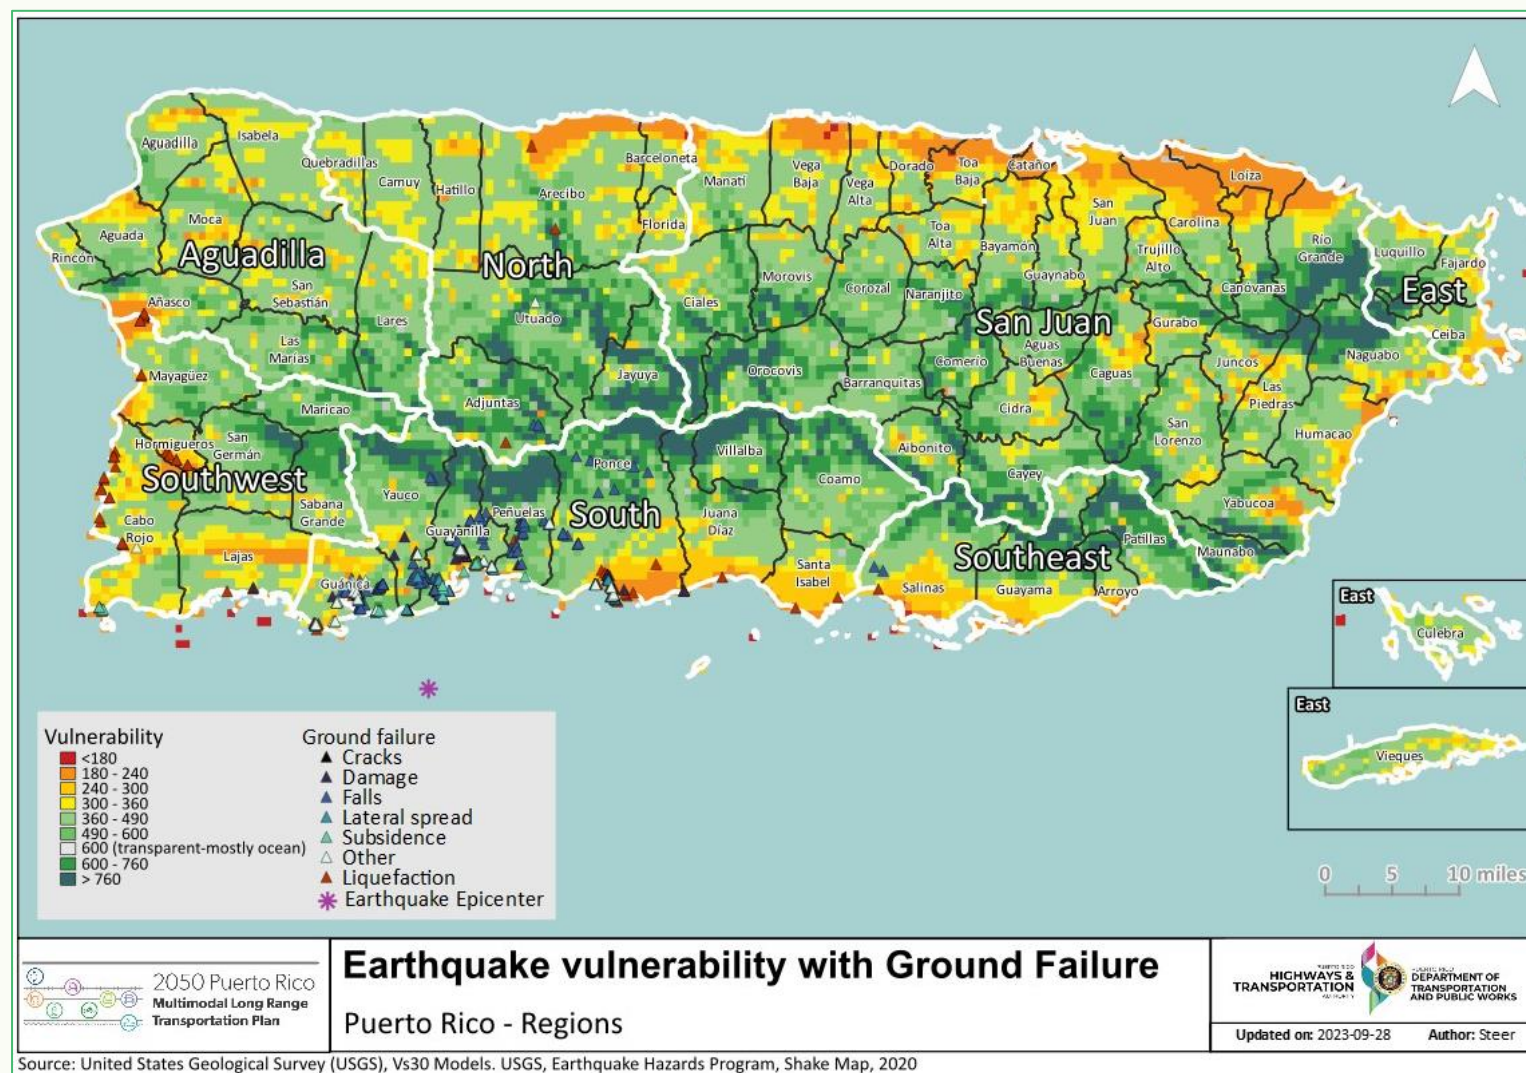 Isabela
Aguadilla
Quebradillas
Camuy
Hatillo
Arecibo
Barceloneta
Florida
Manatí
Vega
Baja
Vega
Alta
Dorado
Toa
Baja
Cataño
Toa
Alta
Bayamón
San
Juan
Guaynabo
Carolina
Loiza
Trujillo
Alto
Canóvanas
Río
Grande
Luquillo
Fajardo
East
Ceiba
Naguabo
Moca
Aguada
Rincón
Aguadilla
San
Sebastián
Añasco
Las
Marías
Lares
North
Utuado
Jayuya
Adjuntas
Ciales
Morovis
Orocovis
Corozal
Naranjito
Barranquitas
Comerío
San Juan
Aguas
Buenas
Caguas
Gurabo
Juncos
Las
Piedras
Humacao
San
Lorenzo
Yabucoa
Cidra
Cayey
Aibonito
Mayagüez
Maricao
Hormigueros
San
Germán
Southwest
Sabana
Grande
Cabo
Rojo
Lajas
Guánica
Yauco
Guayanilla
Peñuelas
Ponce
South
Villalba
Juana
Díaz
Coamo
Santa
Isabel
Southeast
Salinas
Guayama
Arroyo
Patillas
Maunabo
East
Culebra
East
Vieques
Vulnerability
<180
180 - 240
240 - 300
300 - 360
360 - 490
490 - 600
600 (transparent-mostly ocean)
600 - 760
> 760
Ground failure
Cracks
Damage
Falls
Lateral spread
Subsidence
Other
Liquefaction
Earthquake Epicenter
0 5 10 miles
2050 Puerto Rico
Multimodal Long Range
Transportation Plan
Earthquake vulnerability with Ground Failure
Puerto Rico - Regions
PUERTO RICO
HIGHWAYS &
TRANSPORTATION
AUTHORITY
PUERTO RICO
DEPARTMENT OF
TRANSPORTATION
AND PUBLIC WORKS
Updated on: 2023-09-28 Author: Steer
Source: United States Geological Survey (USGS), Vs30 Models. USGS, Earthquake Hazards Program, Shake Map, 2020